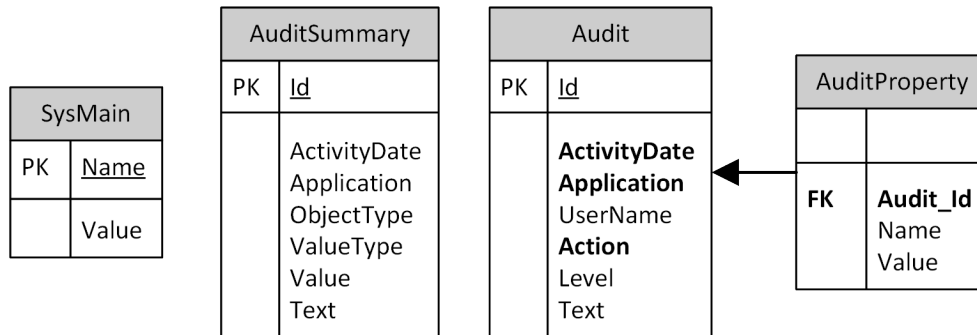 SysMain
PK Name
Value
AuditSummary
PK Id
ActivityDate
Application
ObjectType
ValueType
Value
Text
Audit
PK Id
ActivityDate
Application
UserName
Action
Level
Text
AuditProperty
FK Audit_Id
Name
Value